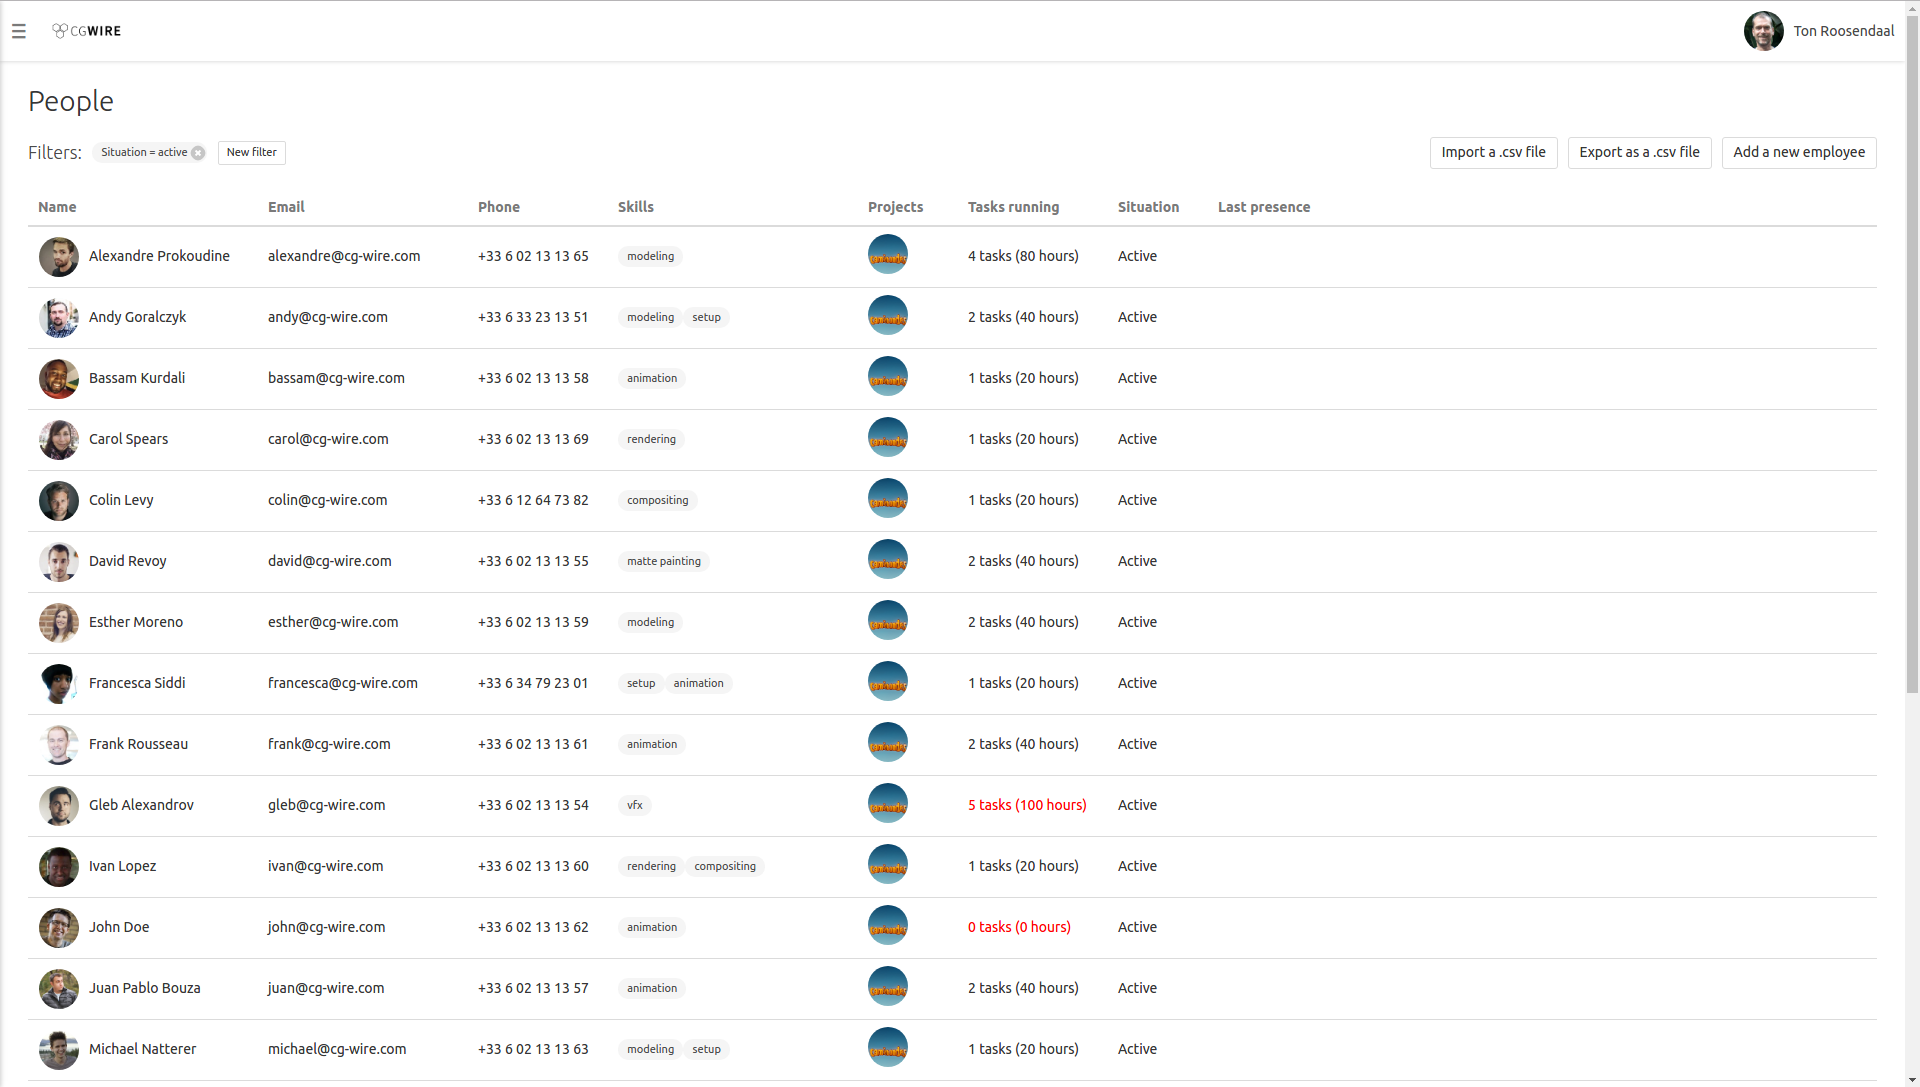 CGWIRE
Ton Roosendaal
People
Filters: Situation = active New filter
Import a .csv file Export as a .csv file Add a new employee
Name Email Phone Skills Projects Tasks running Situation Last presence
Alexandre Prokoudine alexandre@cg-wire.com +33 6 02 13 13 65 modeling 4 tasks (80 hours) Active
Andy Goralczyk andy@cg-wire.com +33 6 33 23 13 51 modeling setup 2 tasks (40 hours) Active
Bassam Kurdali bassam@cg-wire.com +33 6 02 13 13 58 animation 1 tasks (20 hours) Active
Carol Spears carol@cg-wire.com +33 6 02 13 13 69 rendering 1 tasks (20 hours) Active
Colin Levy colin@cg-wire.com +33 6 12 64 73 82 compositing 1 tasks (20 hours) Active
David Revoy david@cg-wire.com +33 6 02 13 13 55 matte painting 2 tasks (40 hours) Active
Esther Moreno esther@cg-wire.com +33 6 02 13 13 59 modeling 2 tasks (40 hours) Active
Francesca Siddi francesca@cg-wire.com +33 6 34 79 23 01 setup animation 1 tasks (20 hours) Active
Frank Rousseau frank@cg-wire.com +33 6 02 13 13 61 animation 2 tasks (40 hours) Active
Gleb Alexandrov gleb@cg-wire.com +33 6 02 13 13 54 vfx 5 tasks (100 hours) Active
Ivan Lopez ivan@cg-wire.com +33 6 02 13 13 60 rendering compositing 1 tasks (20 hours) Active
John Doe john@cg-wire.com +33 6 02 13 13 62 animation 0 tasks (0 hours) Active
Juan Pablo Bouza juan@cg-wire.com +33 6 02 13 13 57 animation 2 tasks (40 hours) Active
Michael Natterer michael@cg-wire.com +33 6 02 13 13 63 modeling setup 1 tasks (20 hours) Active